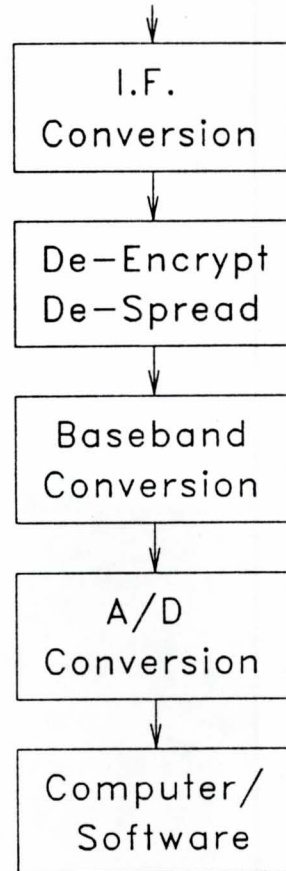 I.F.
Conversion
De-Encrypt
De-Spread
Baseband
Conversion
A/D
Conversion
Computer/
Software